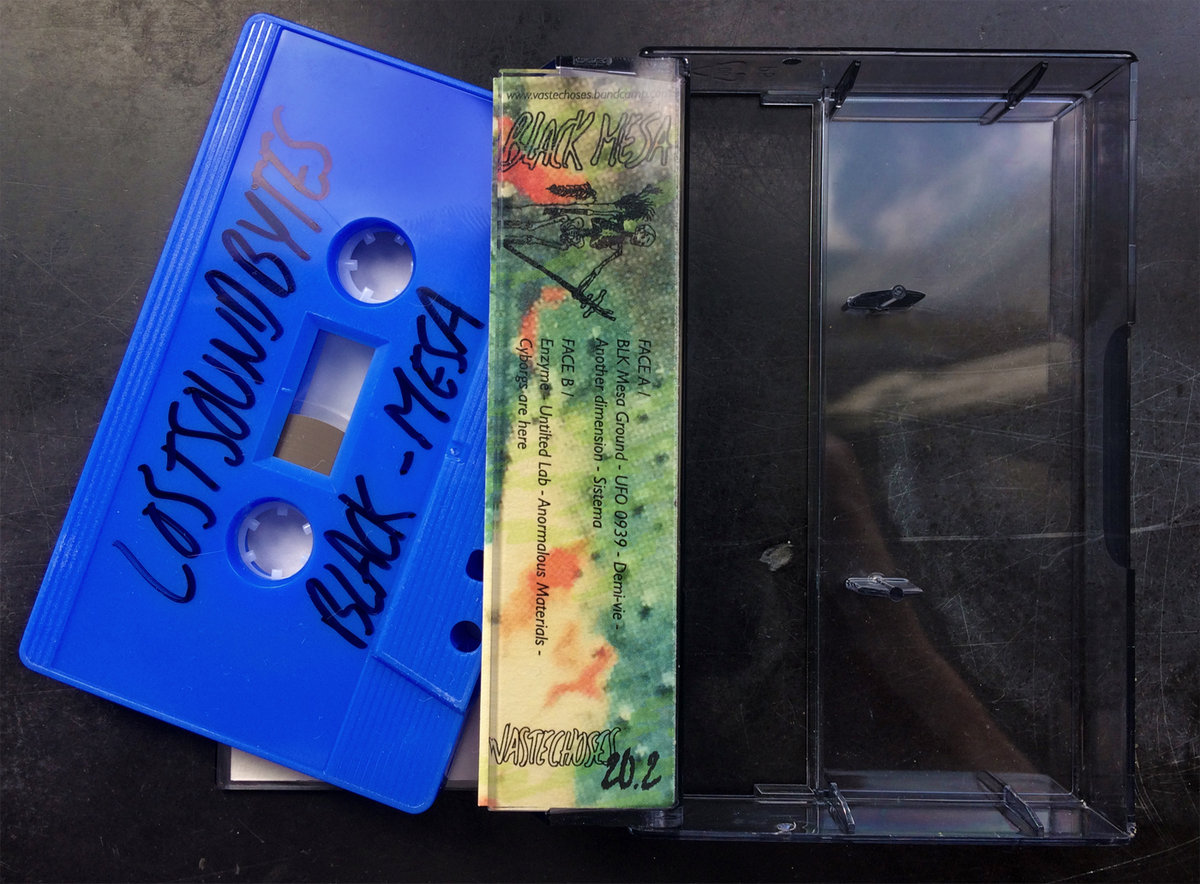 LOSTSOUNDBYTES
BLACK-MESA
www.vastechoses.bandcamp.com
BLACK MESA
FACE A /
BLK Mesa Ground - UFO 0939 - Demi-vie -
Another dimension - Sistema
FACE B /
Enzyme - Untilted Lab - Anormalous Materials -
Cyborgs are here
VASTECHOSES
20.2